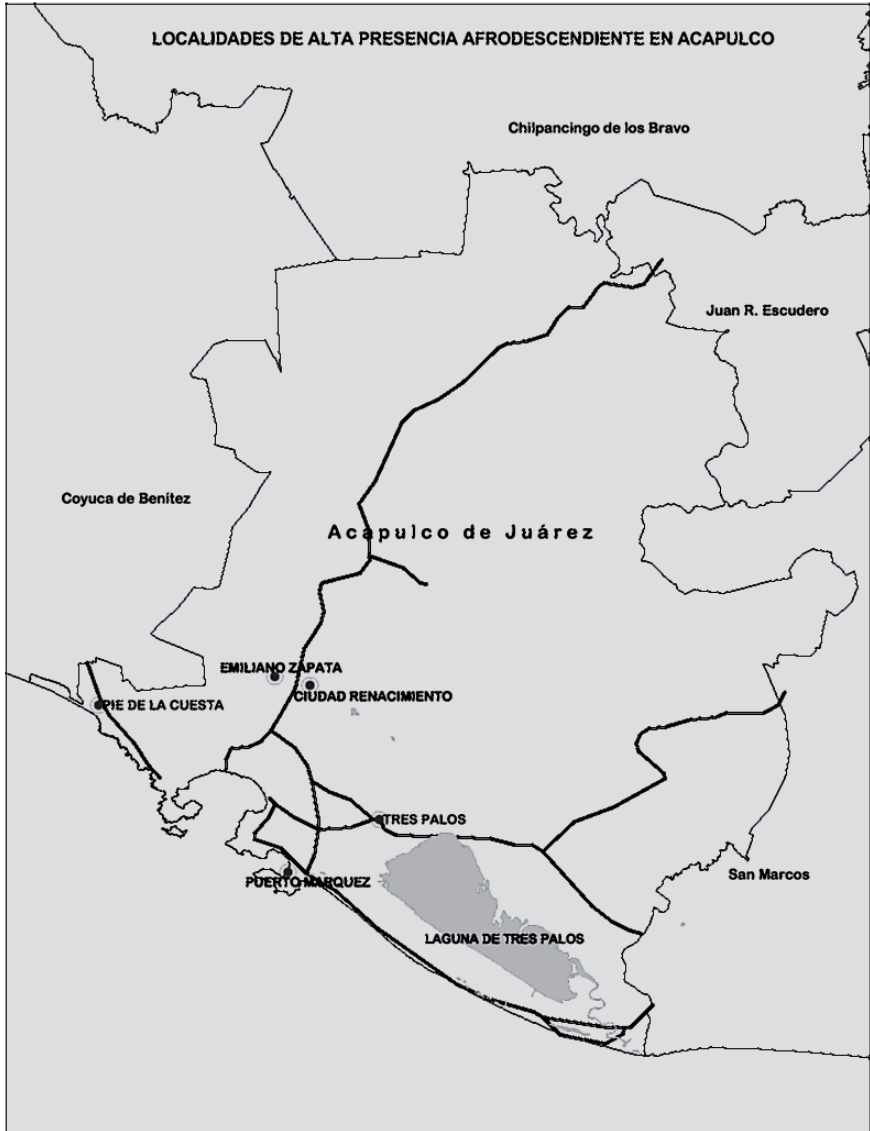 LOCALIDADES DE ALTA PRESENCIA AFRODESCENDIENTE EN ACAPULCO
Chilpancingo de los Bravo
Juan R. Escudero
Coyuca de Benítez
Acapulco de Juárez
EMILIANO ZAPATA
CIUDAD RENACIMIENTO
PIE DE LA CUESTA
TRES PALOS
PUERTO MARQUEZ
San Marcos
LAGUNA DE TRES PALOS